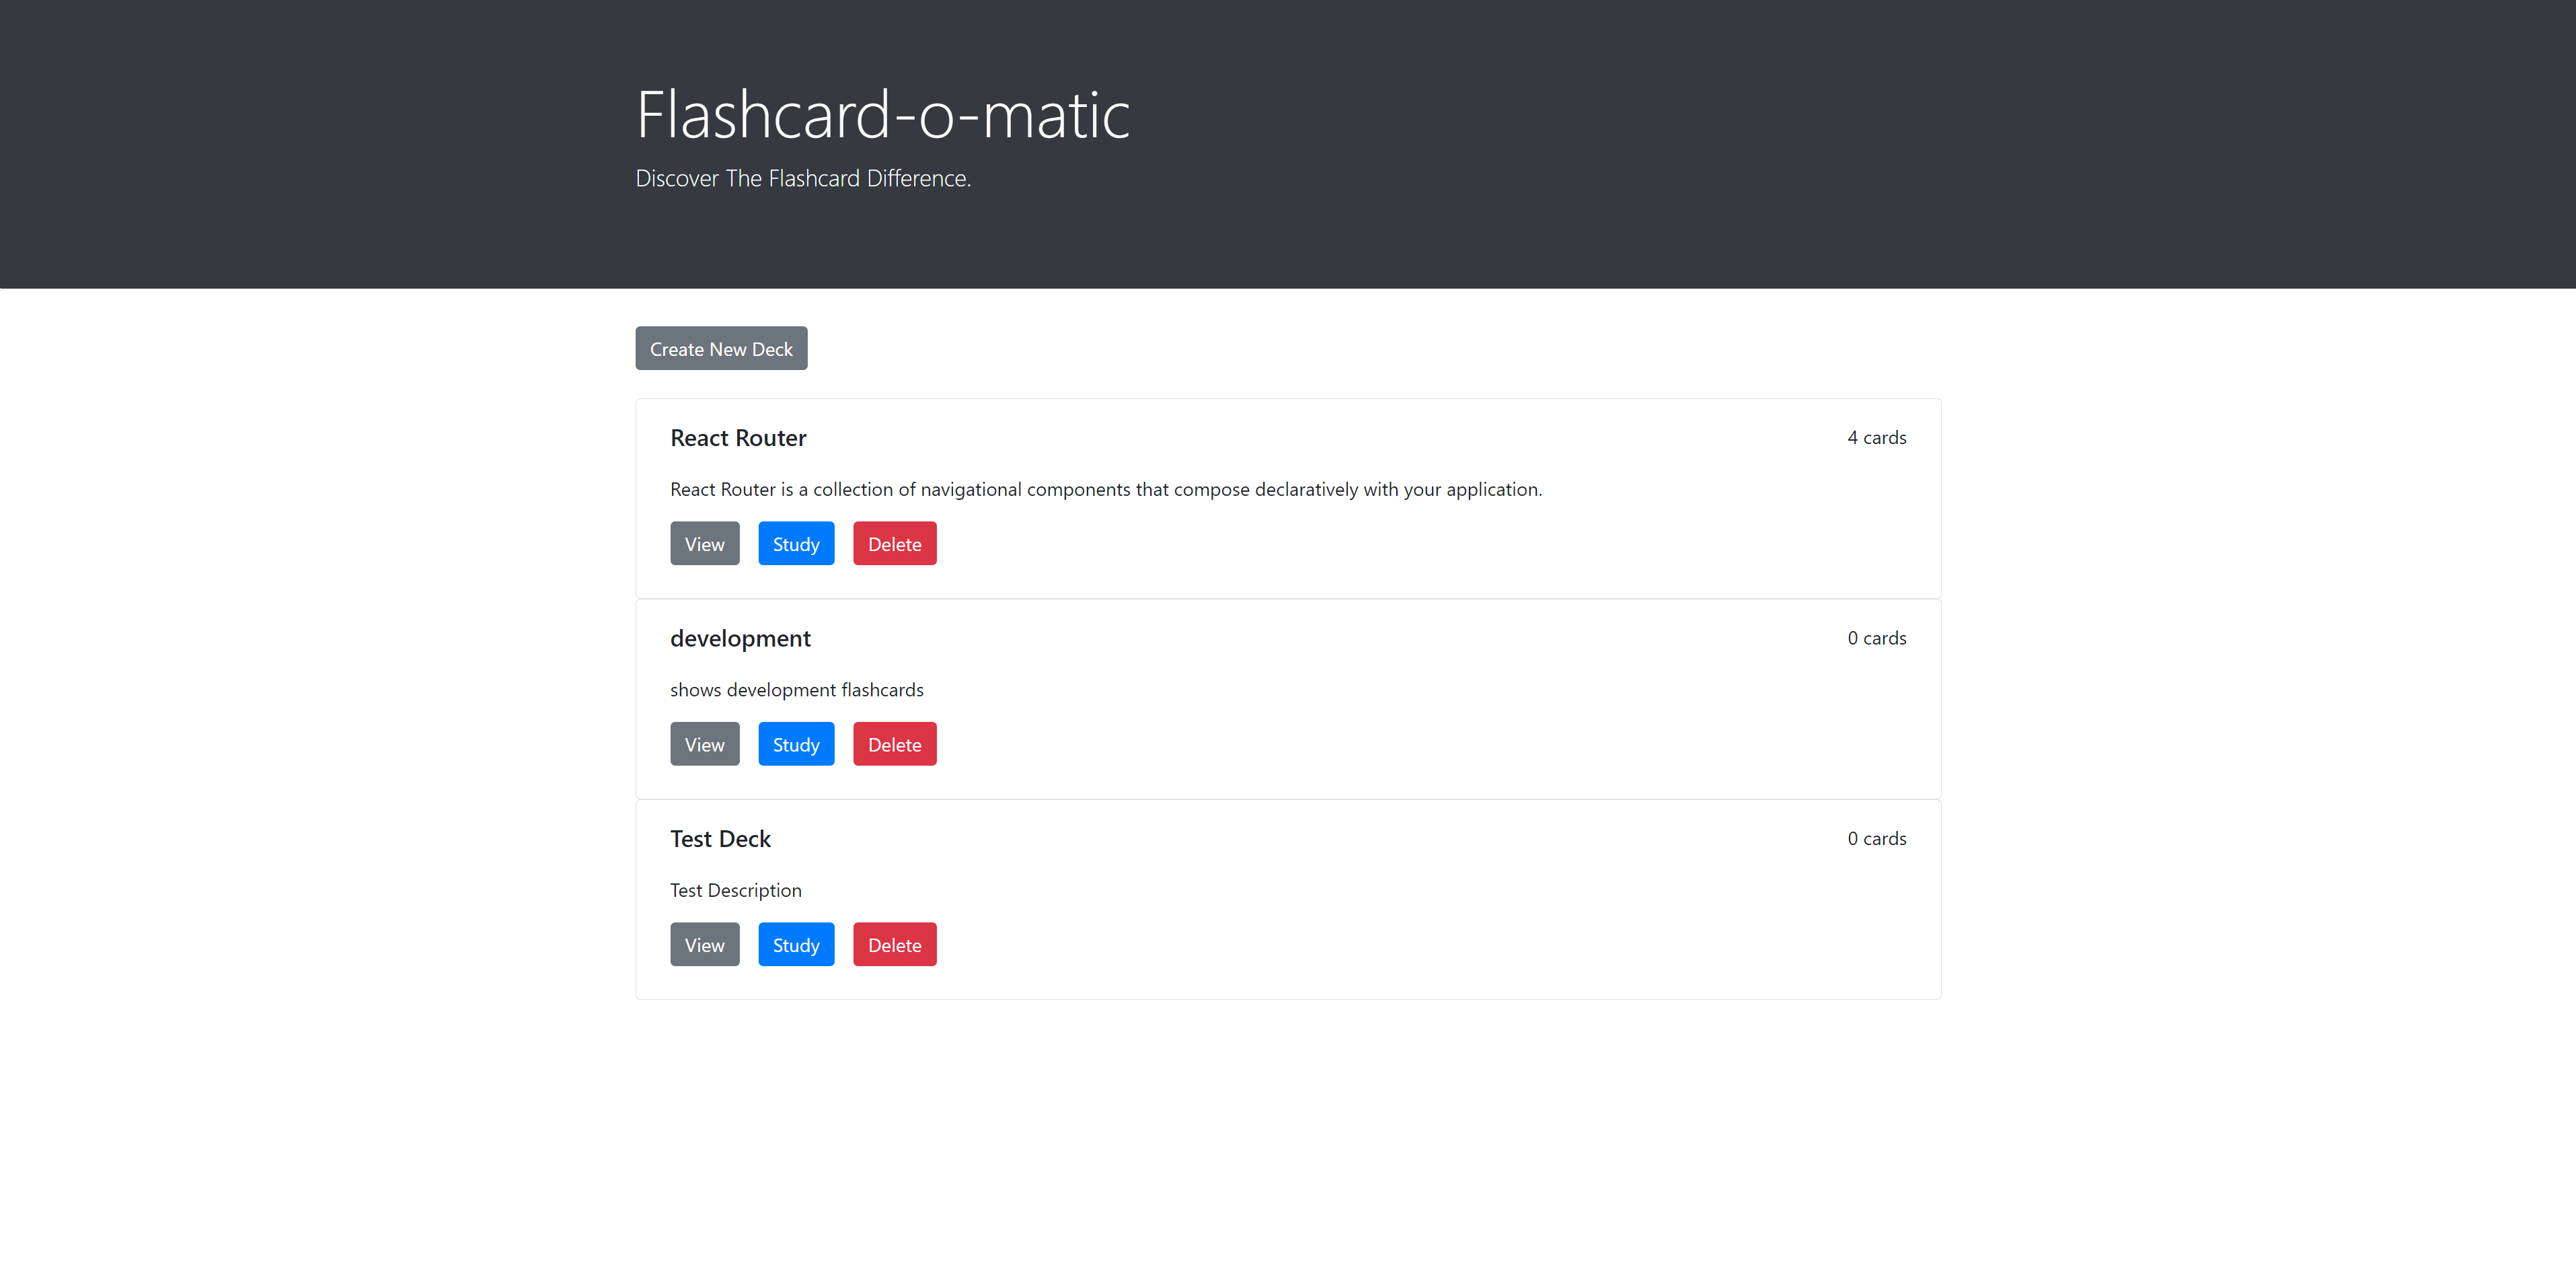 Flashcard-o-matic
Discover The Flashcard Difference.
Create New Deck
React Router 4 cards
React Router is a collection of navigational components that compose declaratively with your application.
View Study Delete
development 0 cards
shows development flashcards
View Study Delete
Test Deck 0 cards
Test Description
View Study Delete